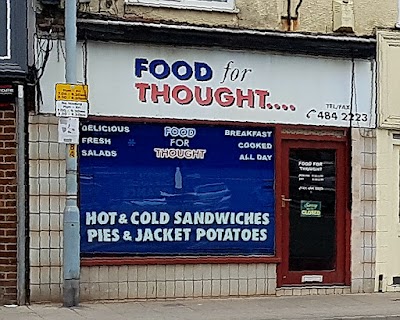 FOOD for
THOUGHT....
TEL/FAX
484 2223
DELICIOUS
FRESH
SALADS
FOOD
FOR
THOUGHT
BREAKFAST
COOKED
ALL DAY
HOT & COLD SANDWICHES
PIES & JACKET POTATOES
FOOD FOR
THOUGHT
CLOSED